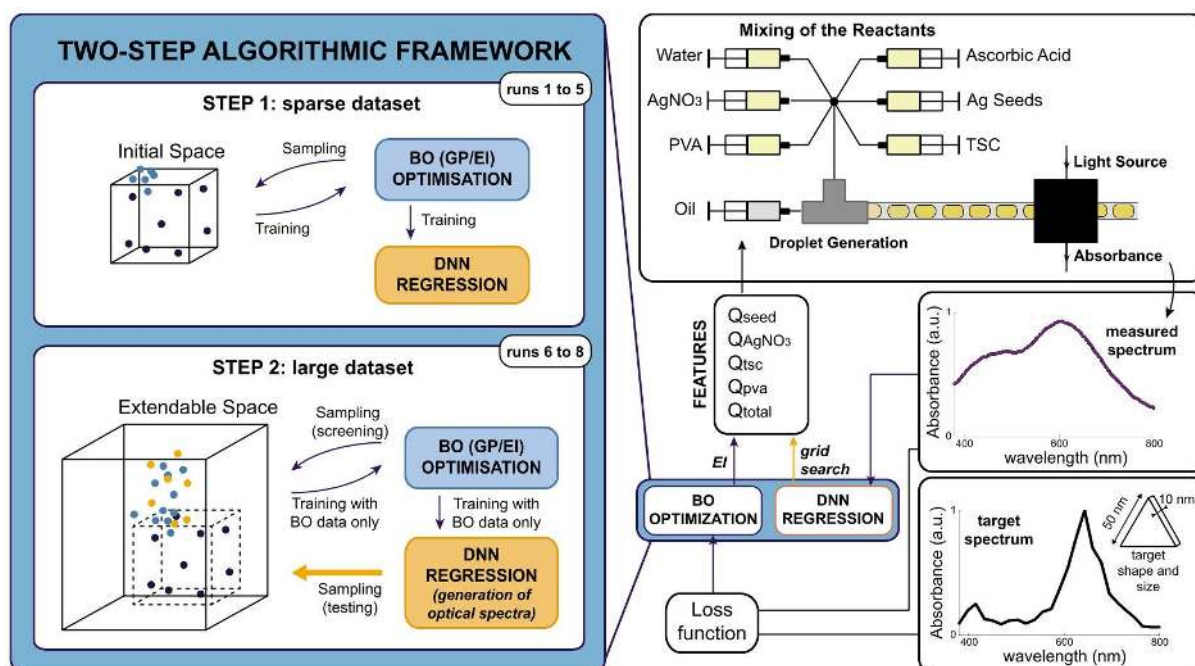 TWO-STEP ALGORITHMIC FRAMEWORK
runs 1 to 5
STEP 1: sparse dataset
Initial Space
Sampling
Training
BO (GP/EI)
OPTIMISATION
Training
DNN
REGRESSION
runs 6 to 8
STEP 2: large dataset
Extendable Space
Sampling
(screening)
Training with
BO data only
BO (GP/EI)
OPTIMISATION
Training with
BO data only
DNN
REGRESSION
(generation of
optical spectra)
Sampling
(testing)
Mixing of the Reactants
Water
AgNO3
PVA
Oil
Ascorbic Acid
Ag Seeds
TSC
Light Source
Droplet Generation
Absorbance
FEATURES
Qseed
QAgNO3
Qtsc
Qpva
Qtotal
EI
grid
search
BO
OPTIMIZATION
DNN
REGRESSION
Loss
function
Absorbance (a.u.)
1
0
measured
spectrum
400
600
800
wavelength (nm)
Absorbance (a.u.)
1
0
target
spectrum
50 nm
10 nm
target
shape and
size
400
600
800
wavelength (nm)